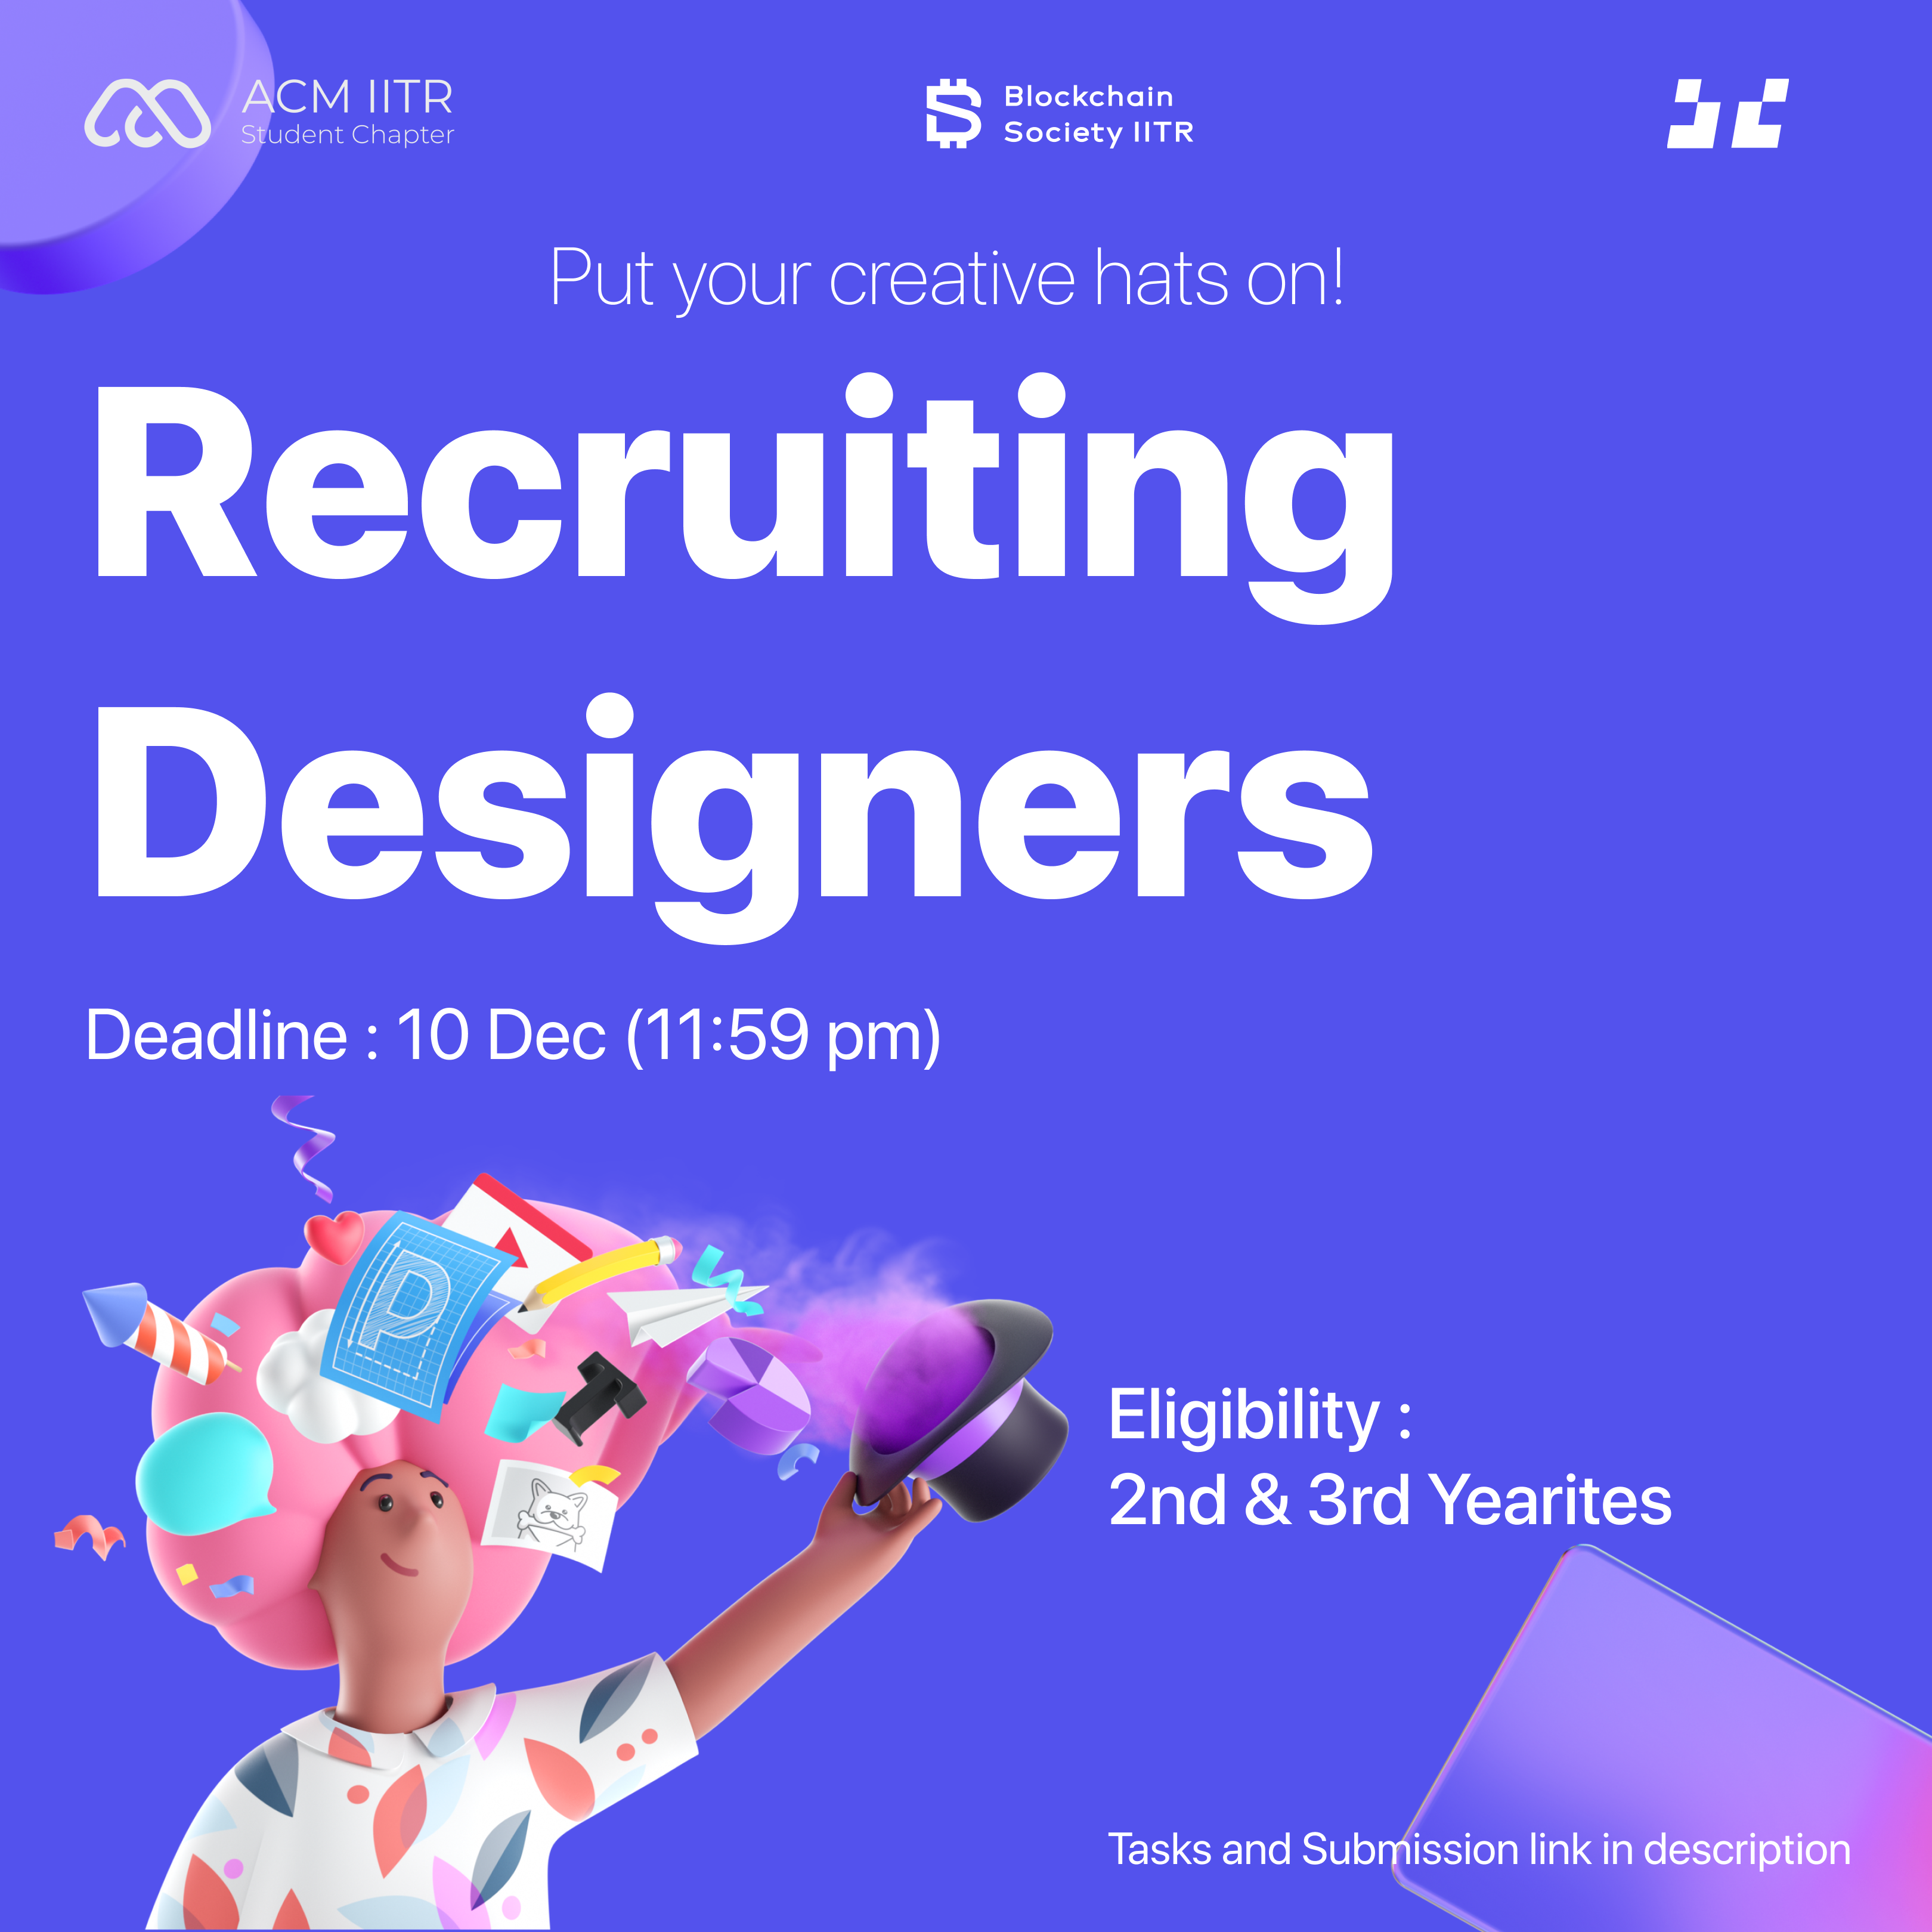 ACM IITR
Student Chapter
Blockchain
Society IITR
Put your creative hats on!
Recruiting
Designers
Deadline : 10 Dec (11:59 pm)
P
T
Eligibility :
2nd & 3rd Yearites
Tasks and Submission link in description